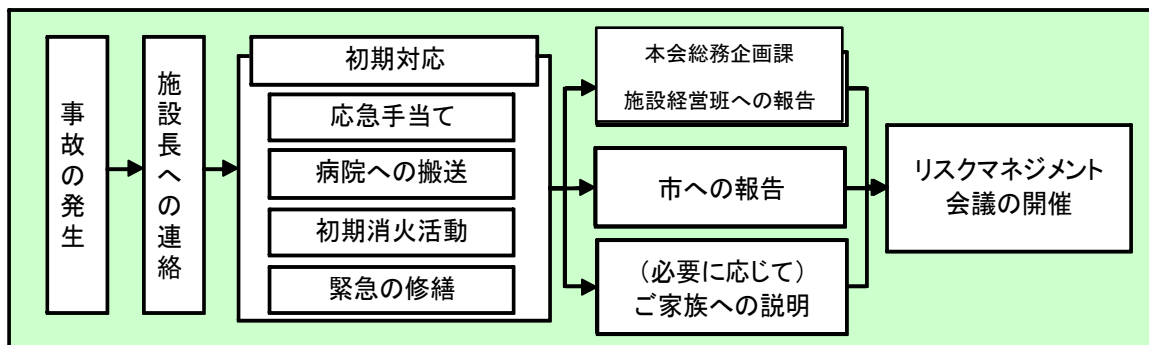 事故の発生
施設長への連絡
初期対応
応急手当て
病院への搬送
初期消火活動
緊急の修繕
本会総務企画課
施設経営班への報告
市への報告
（必要に応じて）
ご家族への説明
リスクマネジメント
会議の開催